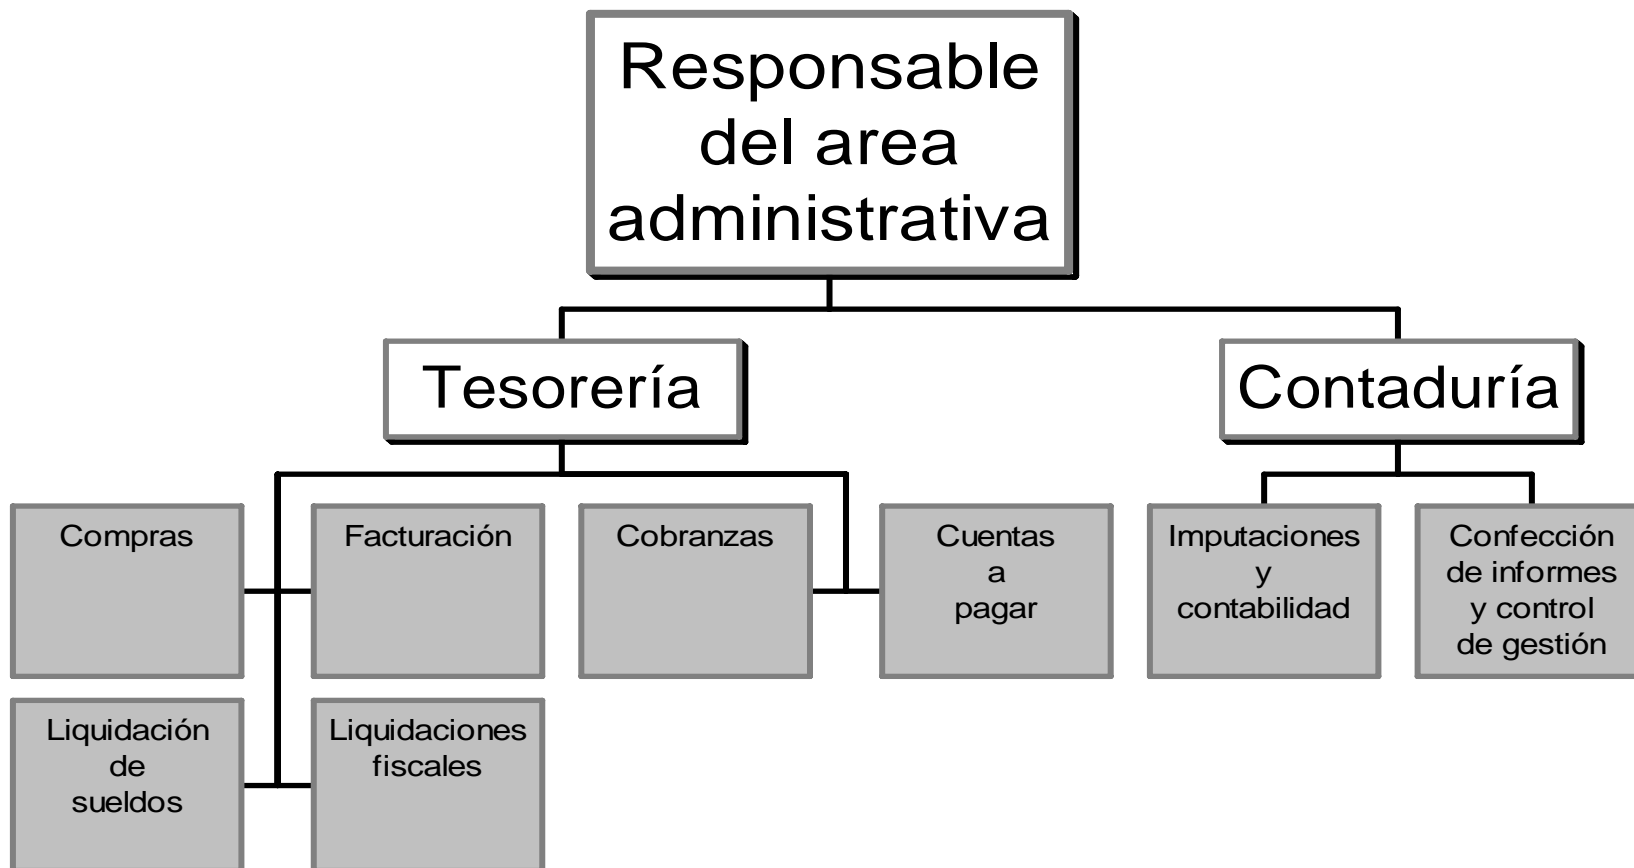 Responsable
del area
administrativa
Tesorería
Contaduría
Compras
Facturación
Cobranzas
Cuentas
a
pagar
Imputaciones
y
contabilidad
Confección
de informes
y control
de gestión
Liquidación
de
sueldos
Liquidaciones
fiscales